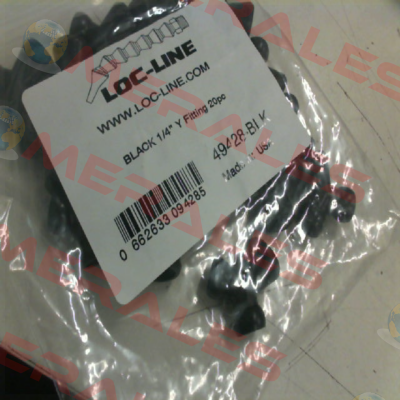 LOC-LINE
WWW.LOC-LINE.COM
BLACK 1/4" Y Fitting 20pc
49428-BLK
Made in USA
0 662633 094285
MERALES